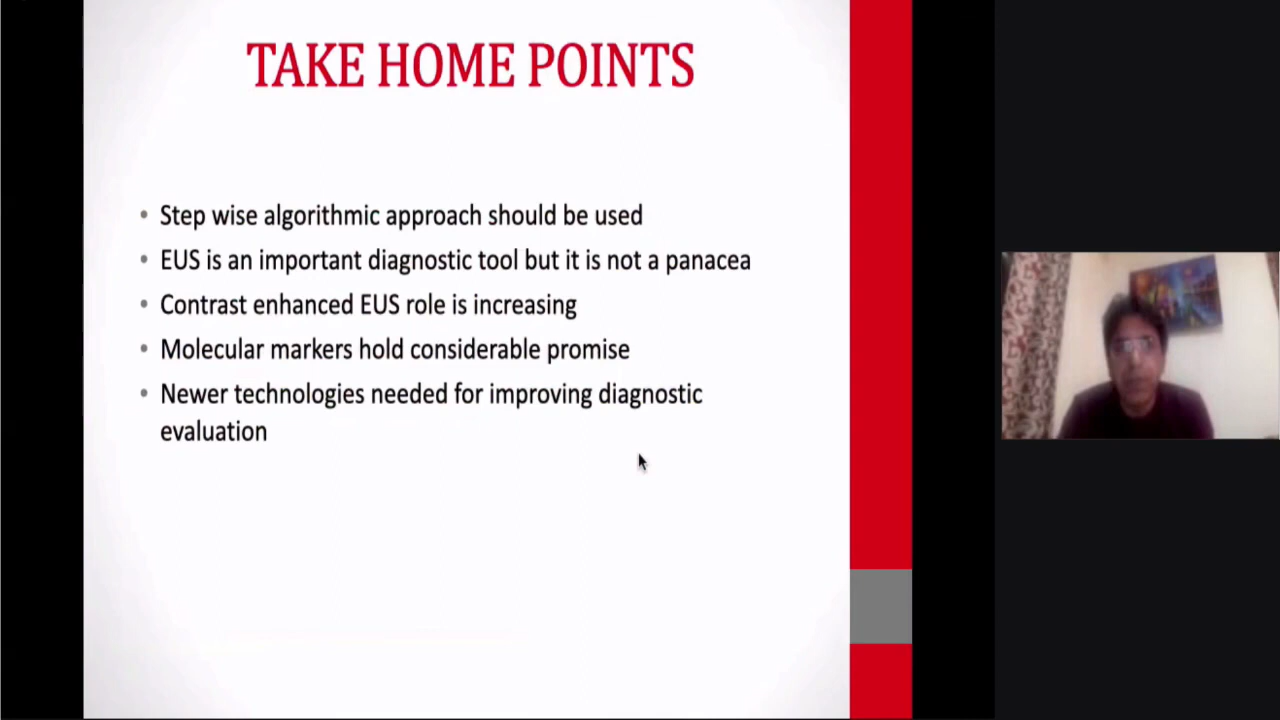 TAKE HOME POINTS
• Step wise algorithmic approach should be used
• EUS is an important diagnostic tool but it is not a panacea
• Contrast enhanced EUS role is increasing
• Molecular markers hold considerable promise
• Newer technologies needed for improving diagnostic
evaluation